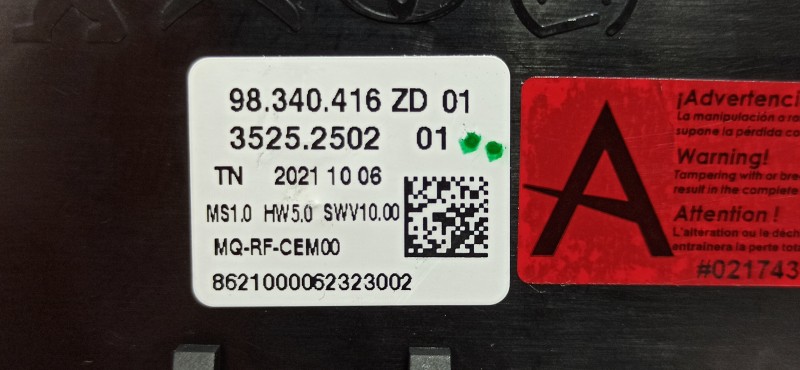 98.340.416 ZD 01
3525.2502 01
TN 2021 10 06
MS1.0 HW5.0 SWV10.00
MQ-RF-CEM00
8621000062323002
A
¡Advertenci
La manipulación o ro
supone la pérdida co
Warning!
Tampering with or bre
result in the complete
Attention !
L'altération ou le déch
entraînera la perte tota
#021743